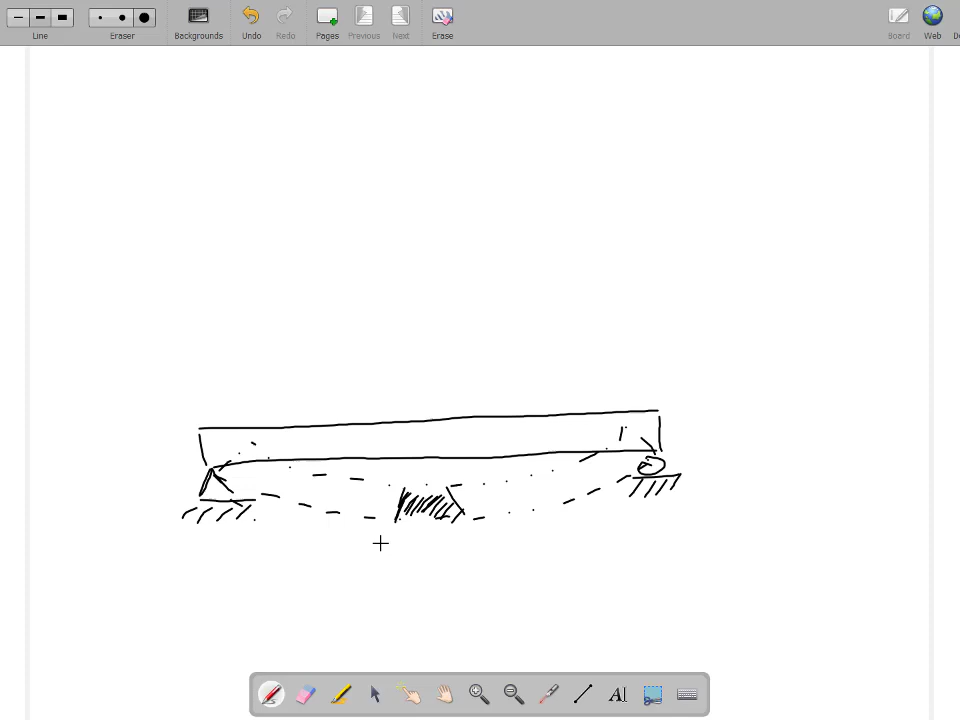 Line
Eraser
Backgrounds
Undo
Redo
Pages
Previous
Next
Erase
Board
Web